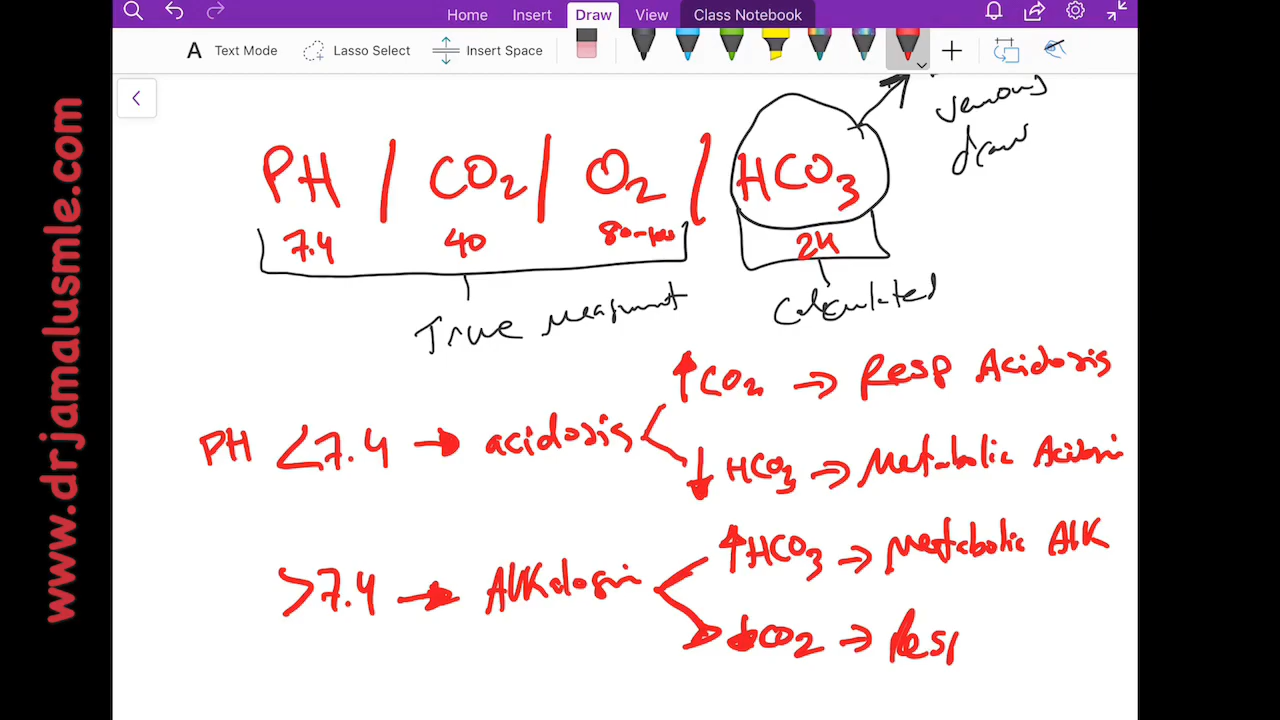 Home Insert Draw View Class Notebook
A Text Mode Lasso Select Insert Space
www.drjamalusmle.com
venous
draw
PH / CO2 / O2 / HCO3
7.4 40 80-100 24
True Measurment Calculated
↑CO2 → Resp Acidosis
PH <7.4 → acidosis
↓ HCO3 → Metabolic Acidosis
↑HCO3 → Metabolic AlK
>7.4 → AlKalosis
↓CO2 → Resp